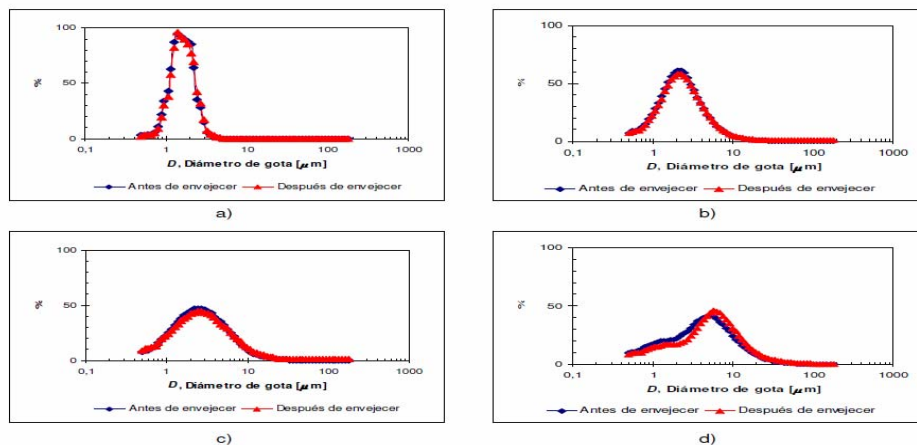 100
50
0
%
0,1 1 10 100 1000
D, Diámetro de gota [μm]
Antes de envejecer Después de envejecer
a)
100
50
0
%
0,1 1 10 100 1000
D, Diámetro de gota [μm]
Antes de envejecer Después de envejecer
b)
100
50
0
%
0,1 1 10 100 1000
D, Diámetro de gota [μm]
Antes de envejecer Después de envejecer
c)
100
50
0
%
0,1 1 10 100 1000
D, Diámetro de gota [μm]
Antes de envejecer Después de envejecer
d)